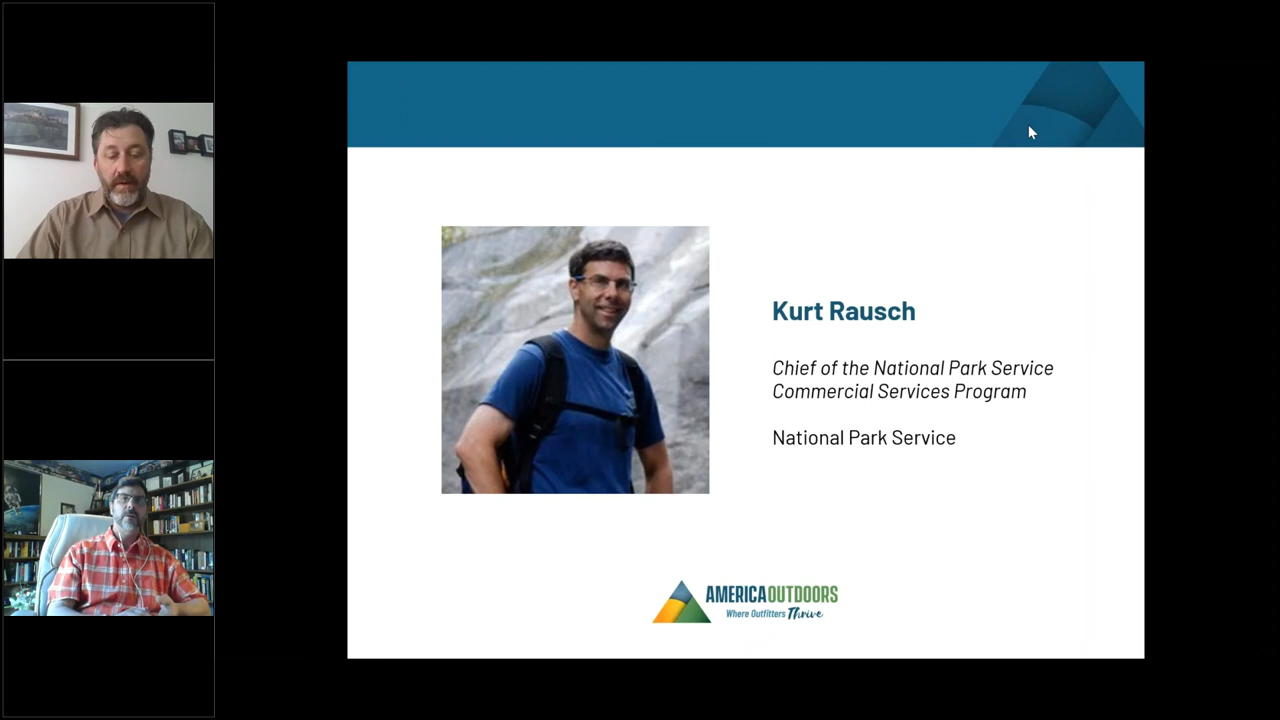 Kurt Rausch
Chief of the National Park Service
Commercial Services Program
National Park Service
AMERICAOUTDOORS
Where Outfitters Thrive